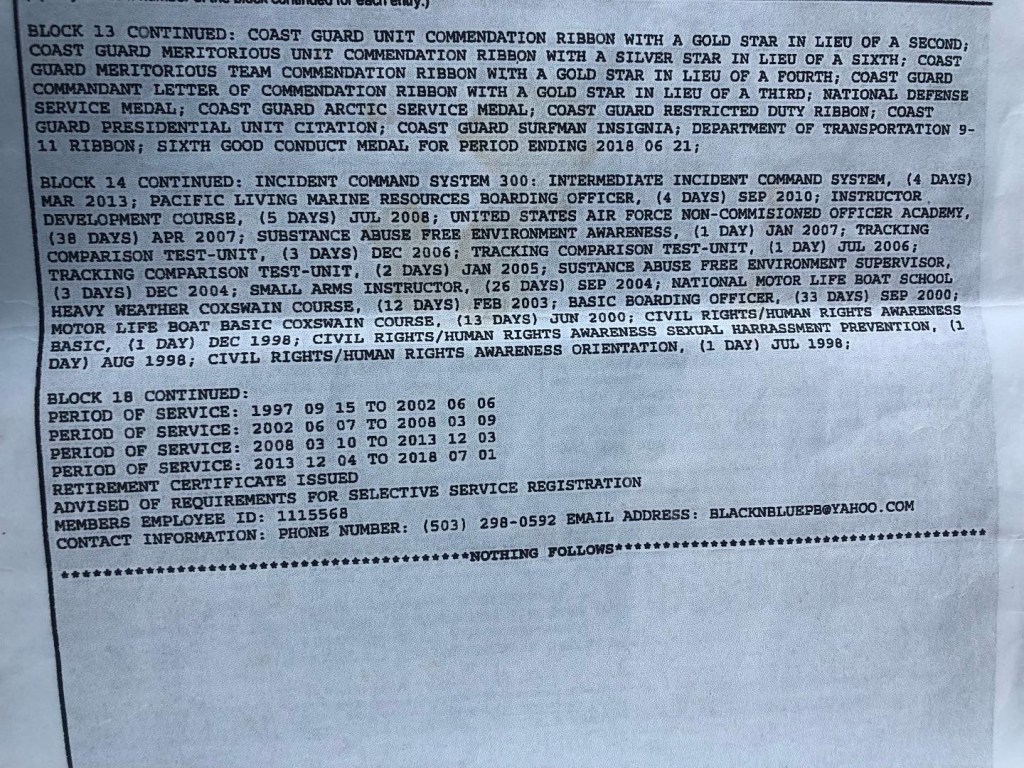 number of the block continued for each entry.)
BLOCK 13 CONTINUED: COAST GUARD UNIT COMMENDATION RIBBON WITH A GOLD STAR IN LIEU OF A SECOND;
COAST GUARD MERITORIOUS UNIT COMMENDATION RIBBON WITH A SILVER STAR IN LIEU OF A SIXTH; COAST
GUARD MERITORIOUS TEAM COMMENDATION RIBBON WITH A GOLD STAR IN LIEU OF A FOURTH; COAST GUARD
COMMANDANT LETTER OF COMMENDATION RIBBON WITH A GOLD STAR IN LIEU OF A THIRD; NATIONAL DEFENSE
SERVICE MEDAL; COAST GUARD ARCTIC SERVICE MEDAL; COAST GUARD RESTRICTED DUTY RIBBON; COAST
GUARD PRESIDENTIAL UNIT CITATION; COAST GUARD SURFMAN INSIGNIA; DEPARTMENT OF TRANSPORTATION 9-
11 RIBBON; SIXTH GOOD CONDUCT MEDAL FOR PERIOD ENDING 2018 06 21;
BLOCK 14 CONTINUED: INCIDENT COMMAND SYSTEM 300: INTERMEDIATE INCIDENT COMMAND SYSTEM, (4 DAYS)
MAR 2013; PACIFIC LIVING MARINE RESOURCES BOARDING OFFICER, (4 DAYS) SEP 2010; INSTRUCTOR
DEVELOPMENT COURSE, (5 DAYS) JUL 2008; UNITED STATES AIR FORCE NON-COMMISIONED OFFICER ACADEMY,
(38 DAYS) APR 2007; SUBSTANCE ABUSE FREE ENVIRONMENT AWARENESS, (1 DAY) JAN 2007; TRACKING
COMPARISON TEST-UNIT, (3 DAYS) DEC 2006; TRACKING COMPARISON TEST-UNIT, (1 DAY) JUL 2006;
TRACKING COMPARISON TEST-UNIT, (2 DAYS) JAN 2005; SUSTANCE ABUSE FREE ENVIRONMENT SUPERVISOR,
(3 DAYS) DEC 2004; SMALL ARMS INSTRUCTOR, (26 DAYS) SEP 2004; NATIONAL MOTOR LIFE BOAT SCHOOL
HEAVY WEATHER COXSWAIN COURSE, (12 DAYS) FEB 2003; BASIC BOARDING OFFICER, (33 DAYS) SEP 2000;
MOTOR LIFE BOAT BASIC COXSWAIN COURSE, (13 DAYS) JUN 2000; CIVIL RIGHTS/HUMAN RIGHTS AWARENESS
BASIC, (1 DAY) DEC 1998; CIVIL RIGHTS/HUMAN RIGHTS AWARENESS SEXUAL HARRASSMENT PREVENTION, (1
DAY) AUG 1998; CIVIL RIGHTS/HUMAN RIGHTS AWARENESS ORIENTATION, (1 DAY) JUL 1998;
BLOCK 18 CONTINUED:
PERIOD OF SERVICE: 1997 09 15 TO 2002 06 06
PERIOD OF SERVICE: 2002 06 07 TO 2008 03 09
PERIOD OF SERVICE: 2008 03 10 TO 2013 12 03
PERIOD OF SERVICE: 2013 12 04 TO 2018 07 01
RETIREMENT CERTIFICATE ISSUED
ADVISED OF REQUIREMENTS FOR SELECTIVE SERVICE REGISTRATION
MEMBERS EMPLOYEE ID: 1115568
CONTACT INFORMATION: PHONE NUMBER: (503) 298-0592 EMAIL ADDRESS: BLACKNBLUEPB@YAHOO.COM
***************************************NOTHING FOLLOWS***************************************